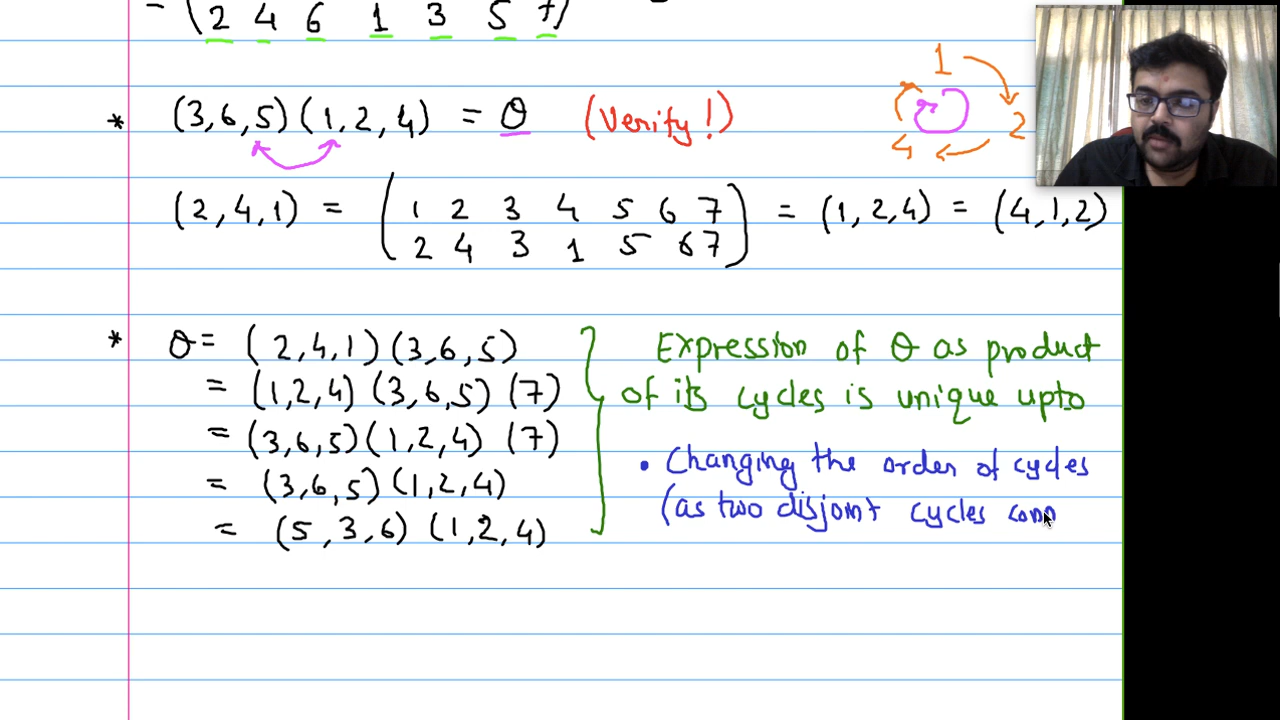 = (2 4 6 1 3 5 7)
* (3,6,5)(1,2,4) = θ (Verify!)
1
2
4
(2,4,1) = (1 2 3 4 5 6 7
2 4 3 1 5 6 7) = (1,2,4) = (4,1,2)
* θ = (2,4,1)(3,6,5)
= (1,2,4)(3,6,5)(7)
= (3,6,5)(1,2,4)(7)
= (3,6,5)(1,2,4)
= (5,3,6)(1,2,4)
Expression of θ as product
of its cycles is unique upto
• Changing the order of cycles
(as two disjoint cycles comm